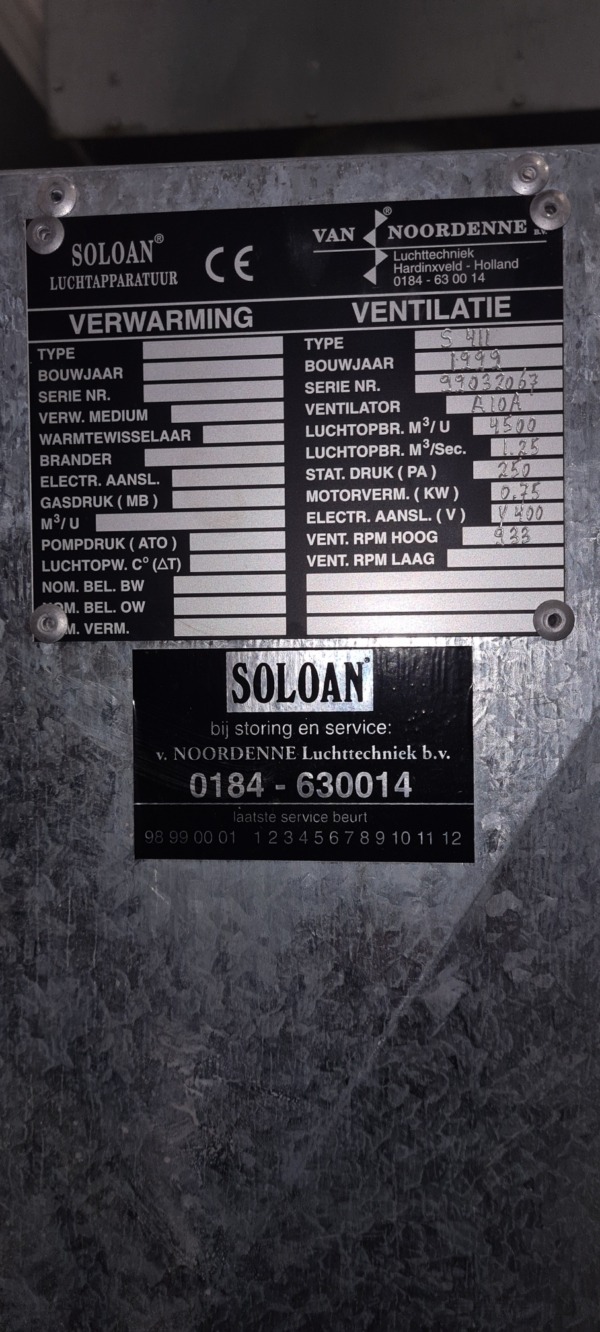 SOLOAN®
LUCHTAPPARATUUR
CE
VAN NOORDENNE B.V.
Luchttechniek
Hardinxveld - Holland
0184 - 63 00 14
VERWARMING
TYPE
BOUWJAAR
SERIE NR.
VERW. MEDIUM
WARMTEWISSELAAR
BRANDER
ELECTR. AANSL.
GASDRUK ( MB )
M³/ U
POMPDRUK ( ATO )
LUCHTOPW. C° (ΔT)
NOM. BEL. BW
NOM. BEL. OW
NOM. VERM.
VENTILATIE
TYPE S 411
BOUWJAAR 1999
SERIE NR. 99032067
VENTILATOR A10A
LUCHTOPBR. M³/ U 4500
LUCHTOPBR. M³/Sec. 1.25
STAT. DRUK ( PA ) 250
MOTORVERM. ( KW ) 0,75
ELECTR. AANSL. ( V ) Y 400
VENT. RPM HOOG 933
VENT. RPM LAAG
SOLOAN®
bij storing en service:
v. NOORDENNE Luchttechniek b.v.
0184 - 630014
laatste service beurt
98 99 00 01 1 2 3 4 5 6 7 8 9 10 11 12